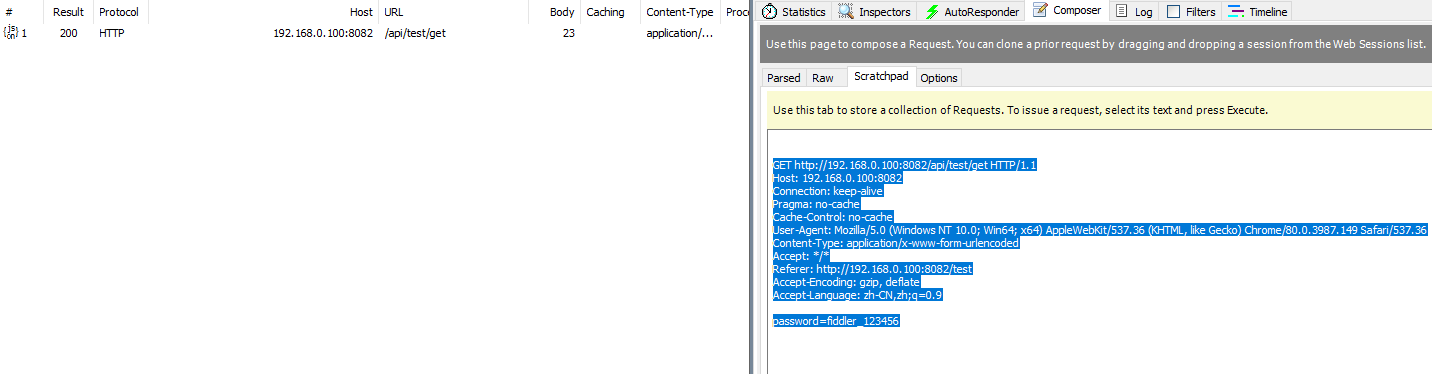 # Result Protocol Host URL Body Caching Content-Type Proce
{js on} 1 200 HTTP 192.168.0.100:8082 /api/test/get 23 application/...
Statistics Inspectors AutoResponder Composer Log Filters Timeline
Use this page to compose a Request. You can clone a prior request by dragging and dropping a session from the Web Sessions list.
Parsed Raw Scratchpad Options
Use this tab to store a collection of Requests. To issue a request, select its text and press Execute.
GET http://192.168.0.100:8082/api/test/get HTTP/1.1
Host: 192.168.0.100:8082
Connection: keep-alive
Pragma: no-cache
Cache-Control: no-cache
User-Agent: Mozilla/5.0 (Windows NT 10.0; Win64; x64) AppleWebKit/537.36 (KHTML, like Gecko) Chrome/80.0.3987.149 Safari/537.36
Content-Type: application/x-www-form-urlencoded
Accept: */*
Referer: http://192.168.0.100:8082/test
Accept-Encoding: gzip, deflate
Accept-Language: zh-CN,zh;q=0.9
password=fiddler_123456